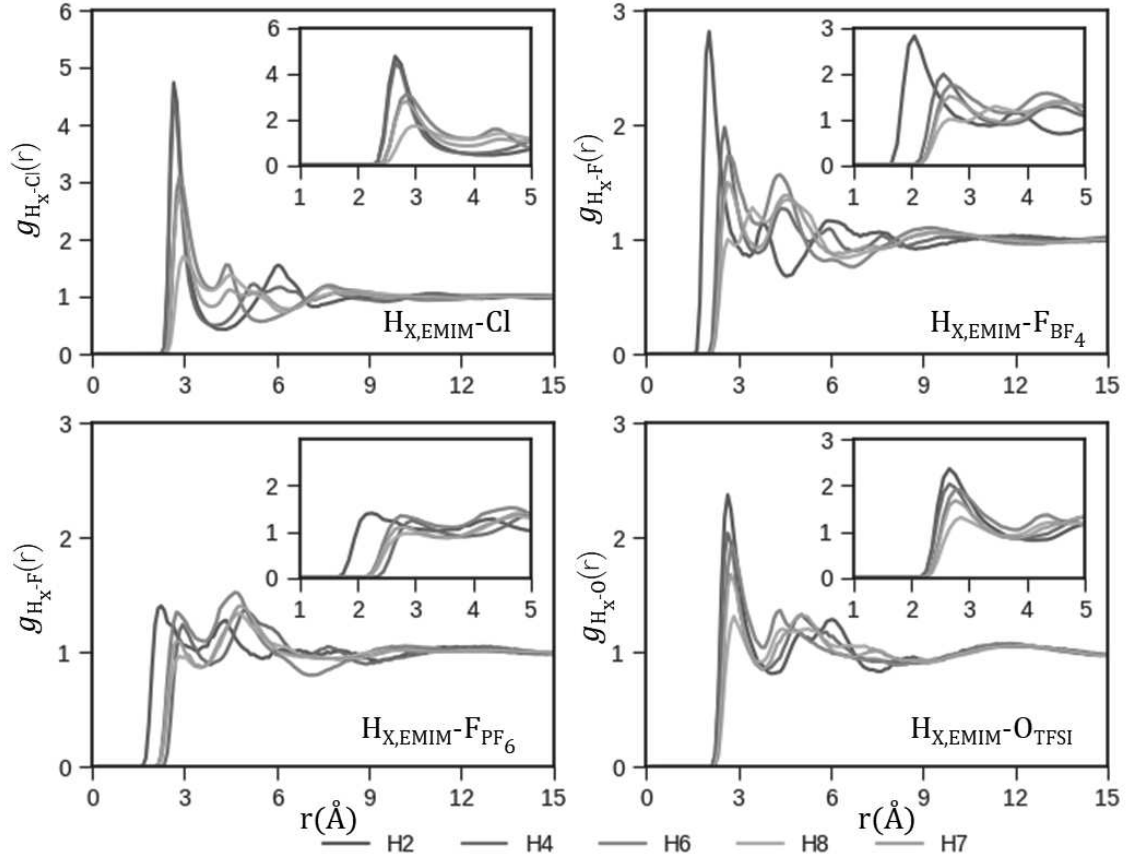 6
5
4
3
2
1
0
0 3 6 9 12 15
g_{H_X-Cl}(r)
6
4
2
0
1 2 3 4 5
H_{X,EMIM}-Cl
3
2
1
0
0 3 6 9 12 15
g_{H_X-F}(r)
3
2
1
0
1 2 3 4 5
H_{X,EMIM}-F_{BF_4}
3
2
1
0
0 3 6 9 12 15
g_{H_X-F}(r)
2
1
0
1 2 3 4 5
H_{X,EMIM}-F_{PF_6}
r(Å)
3
2
1
0
0 3 6 9 12 15
g_{H_X-O}(r)
3
2
1
0
1 2 3 4 5
H_{X,EMIM}-O_{TFSI}
r(Å)
H2 H4 H6 H8 H7